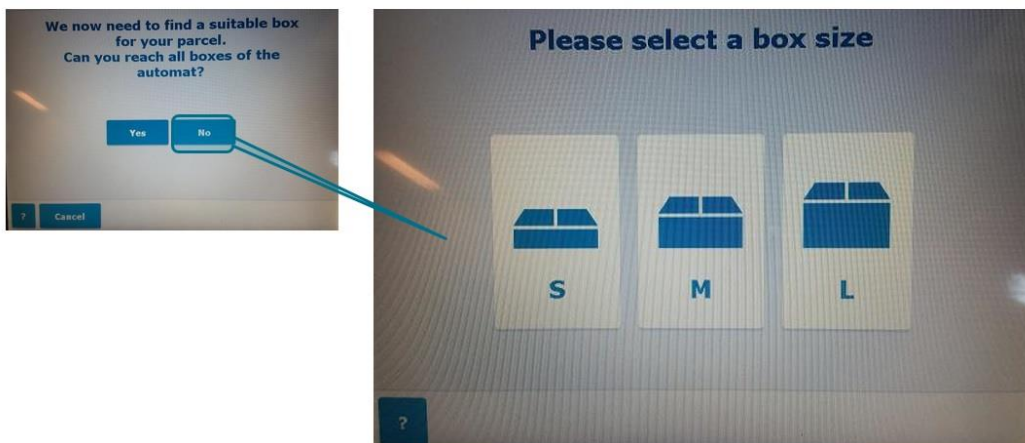 We now need to find a suitable box
for your parcel.
Can you reach all boxes of the
automat?
Yes
No
?
Cancel
Please select a box size
S
M
L
?